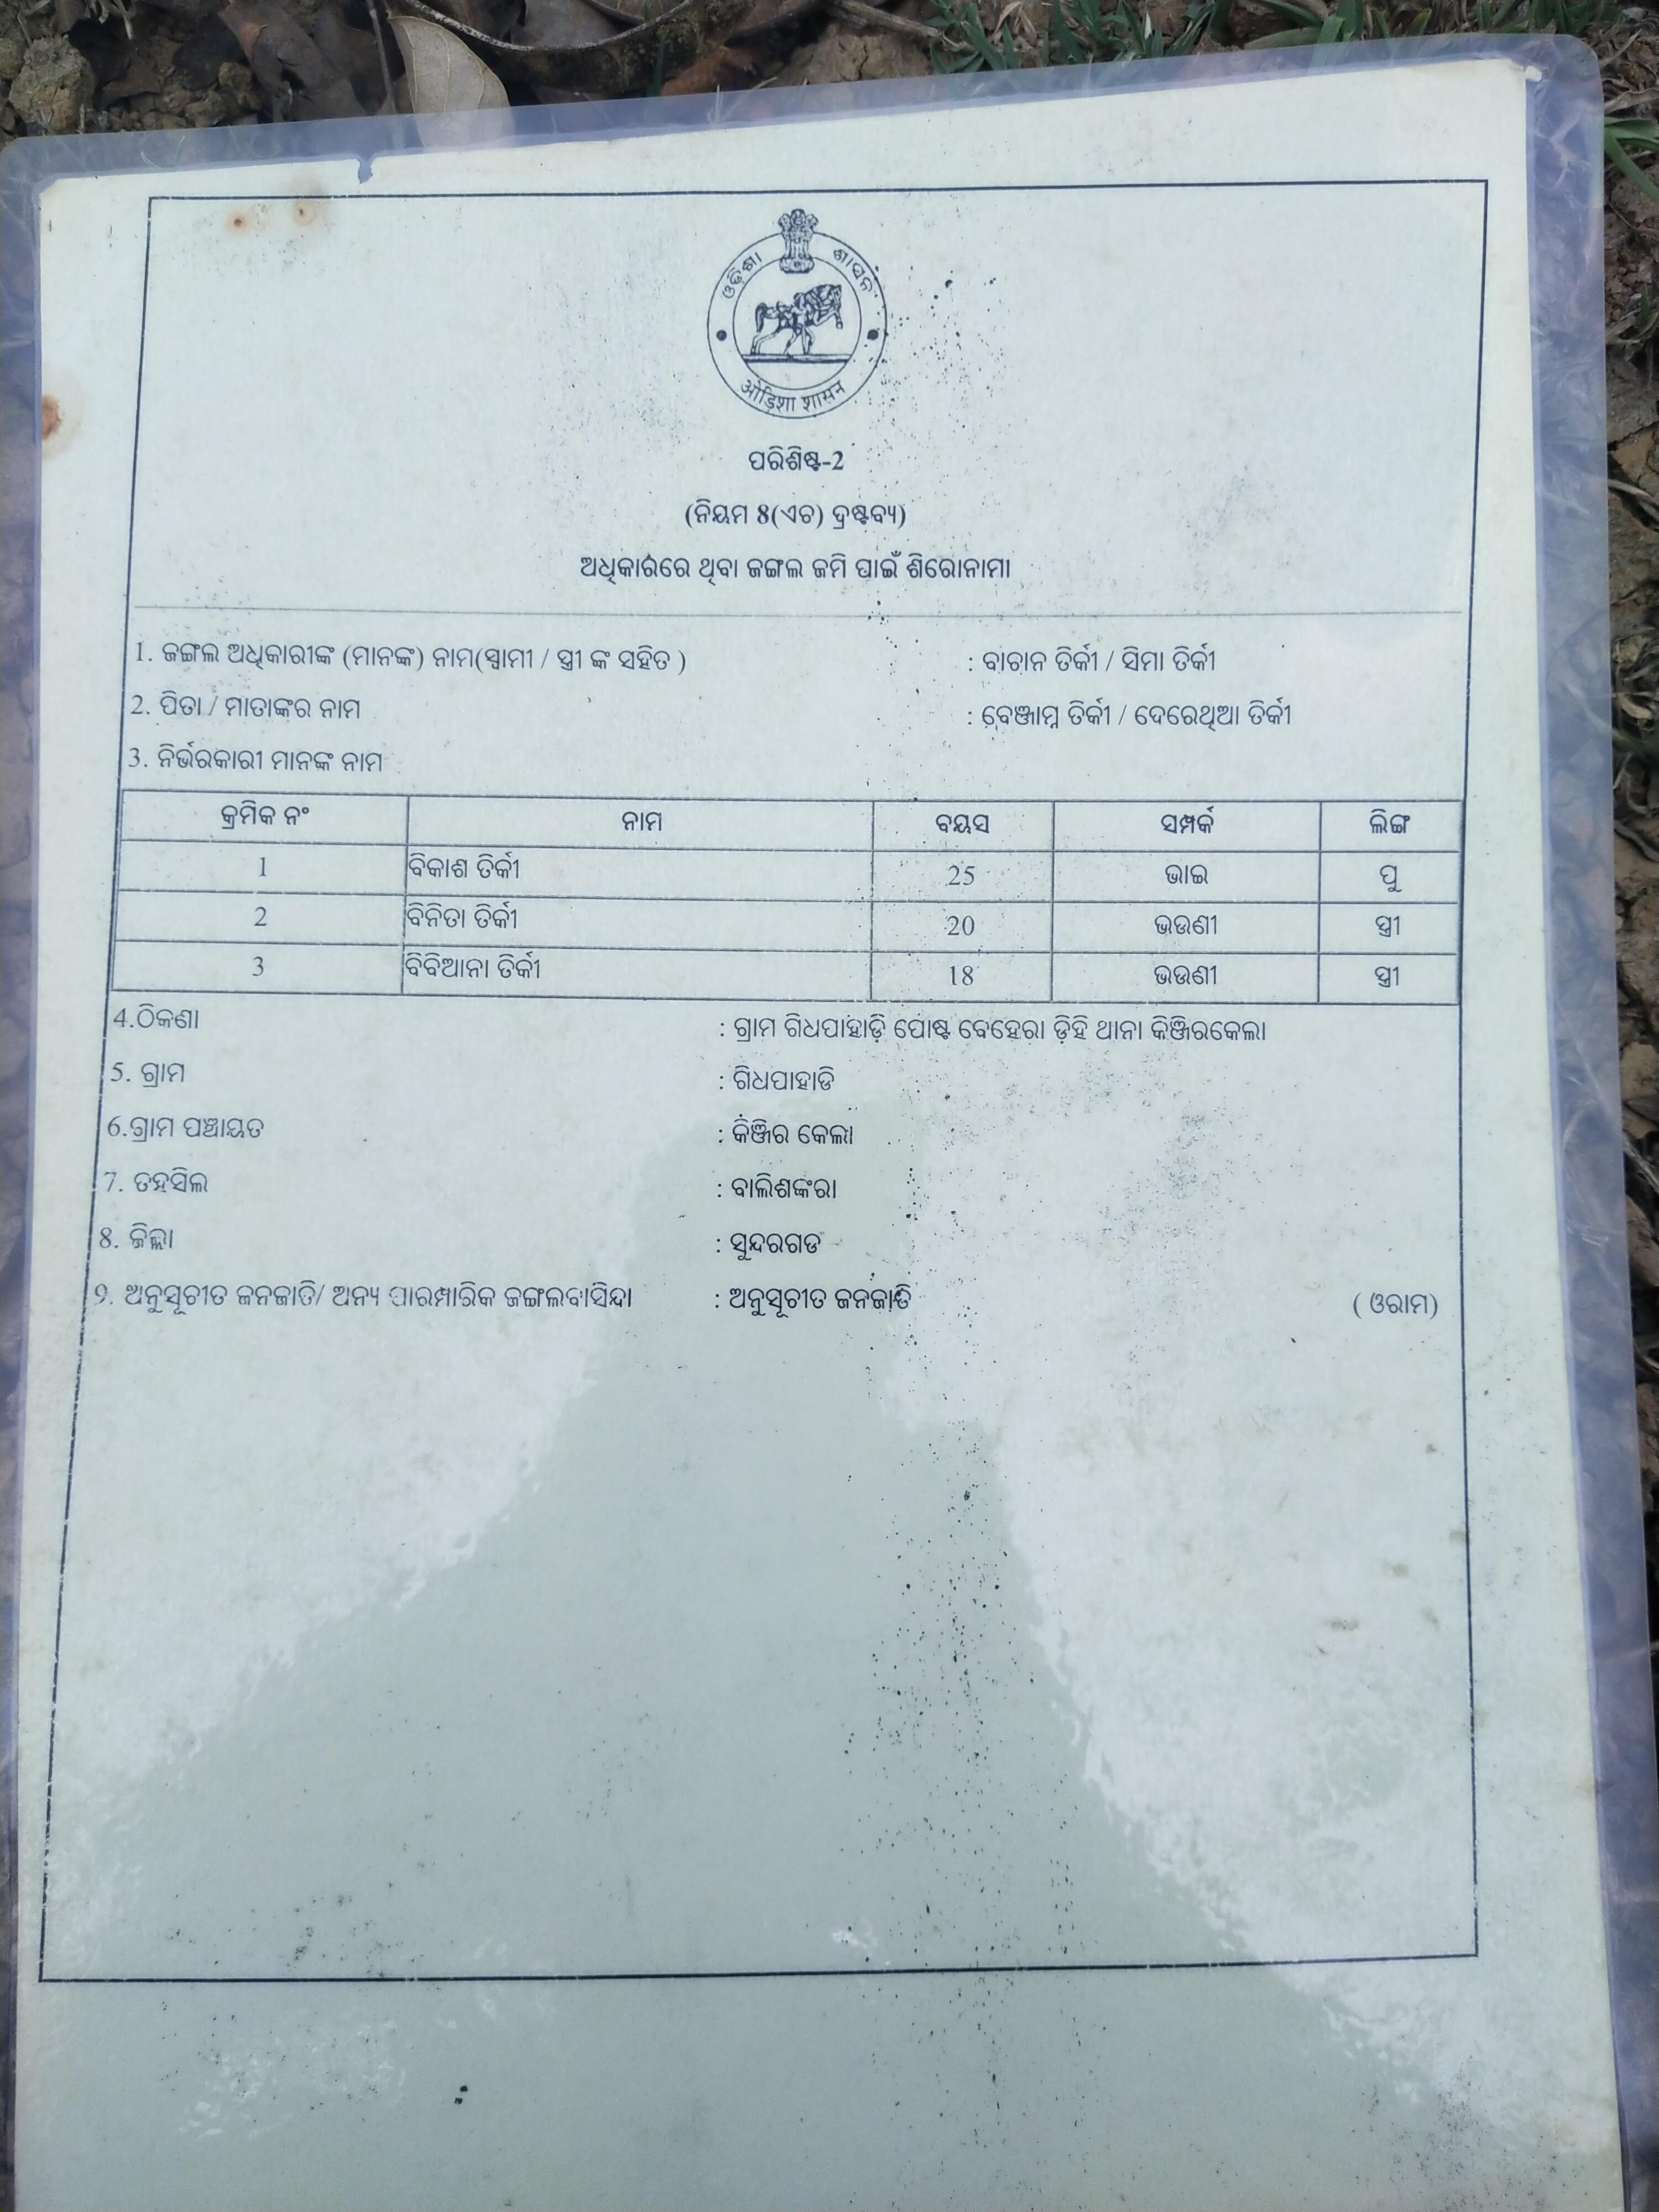 ଓଡ଼ିଶା ଶାସନ
ओड़िशा शासन
ପରିଶିଷ୍ଟ-2
(ନିୟମ 8(ଏଚ) ଦ୍ରଷ୍ଟବ୍ୟ)
ଅଧିକାରରେ ଥିବା ଜଙ୍ଗଲ ଜମି ପାଇଁ ଶିରୋନାମା
1. ଜଙ୍ଗଲ ଅଧିକାରୀଙ୍କ (ମାନଙ୍କ) ନାମ(ସ୍ଵାମୀ / ସ୍ତ୍ରୀ ଙ୍କ ସହିତ ) : ବାଚାନ ତିର୍କୀ / ସିମା ତିର୍କୀ
2. ପିତା / ମାତାଙ୍କର ନାମ : ବେଞ୍ଜାମ୍ନ ତିର୍କୀ / ଦେରେଥିଆ ତିର୍କୀ
3. ନିର୍ଭରକାରୀ ମାନଙ୍କ ନାମ
କ୍ରମିକ ନଂ ନାମ ବୟସ ସମ୍ପର୍କ ଲିଙ୍ଗ
1 ବିକାଶ ତିର୍କୀ 25 ଭାଇ ପୁ
2 ବିନିତା ତିର୍କୀ 20 ଭଉଣୀ ସ୍ତ୍ରୀ
3 ବିବିଆନା ତିର୍କୀ 18 ଭଉଣୀ ସ୍ତ୍ରୀ
4.ଠିକଣା : ଗ୍ରାମ ଗିଧପାହାଡ଼ି ପୋଷ୍ଟ ବେହେରା ଡ଼ିହି ଥାନା କିଞ୍ଜିରକେଲା
5. ଗ୍ରାମ : ଗିଧପାହାଡି
6.ଗ୍ରାମ ପଞ୍ଚାୟତ : କିଞ୍ଜିର କେଲା
7. ତହସିଲ : ବାଲିଶଙ୍କରା
8. ଜିଲ୍ଲା : ସୁନ୍ଦରଗଡ
୨. ଅନୁସୂଚୀତ ଜନଜାତି/ ଅନ୍ୟ ପାରମ୍ପାରିକ ଜଙ୍ଗଲବାସିନ୍ଦା : ଅନୁସୂଚୀତ ଜନଜାତି ( ଓରାମ)